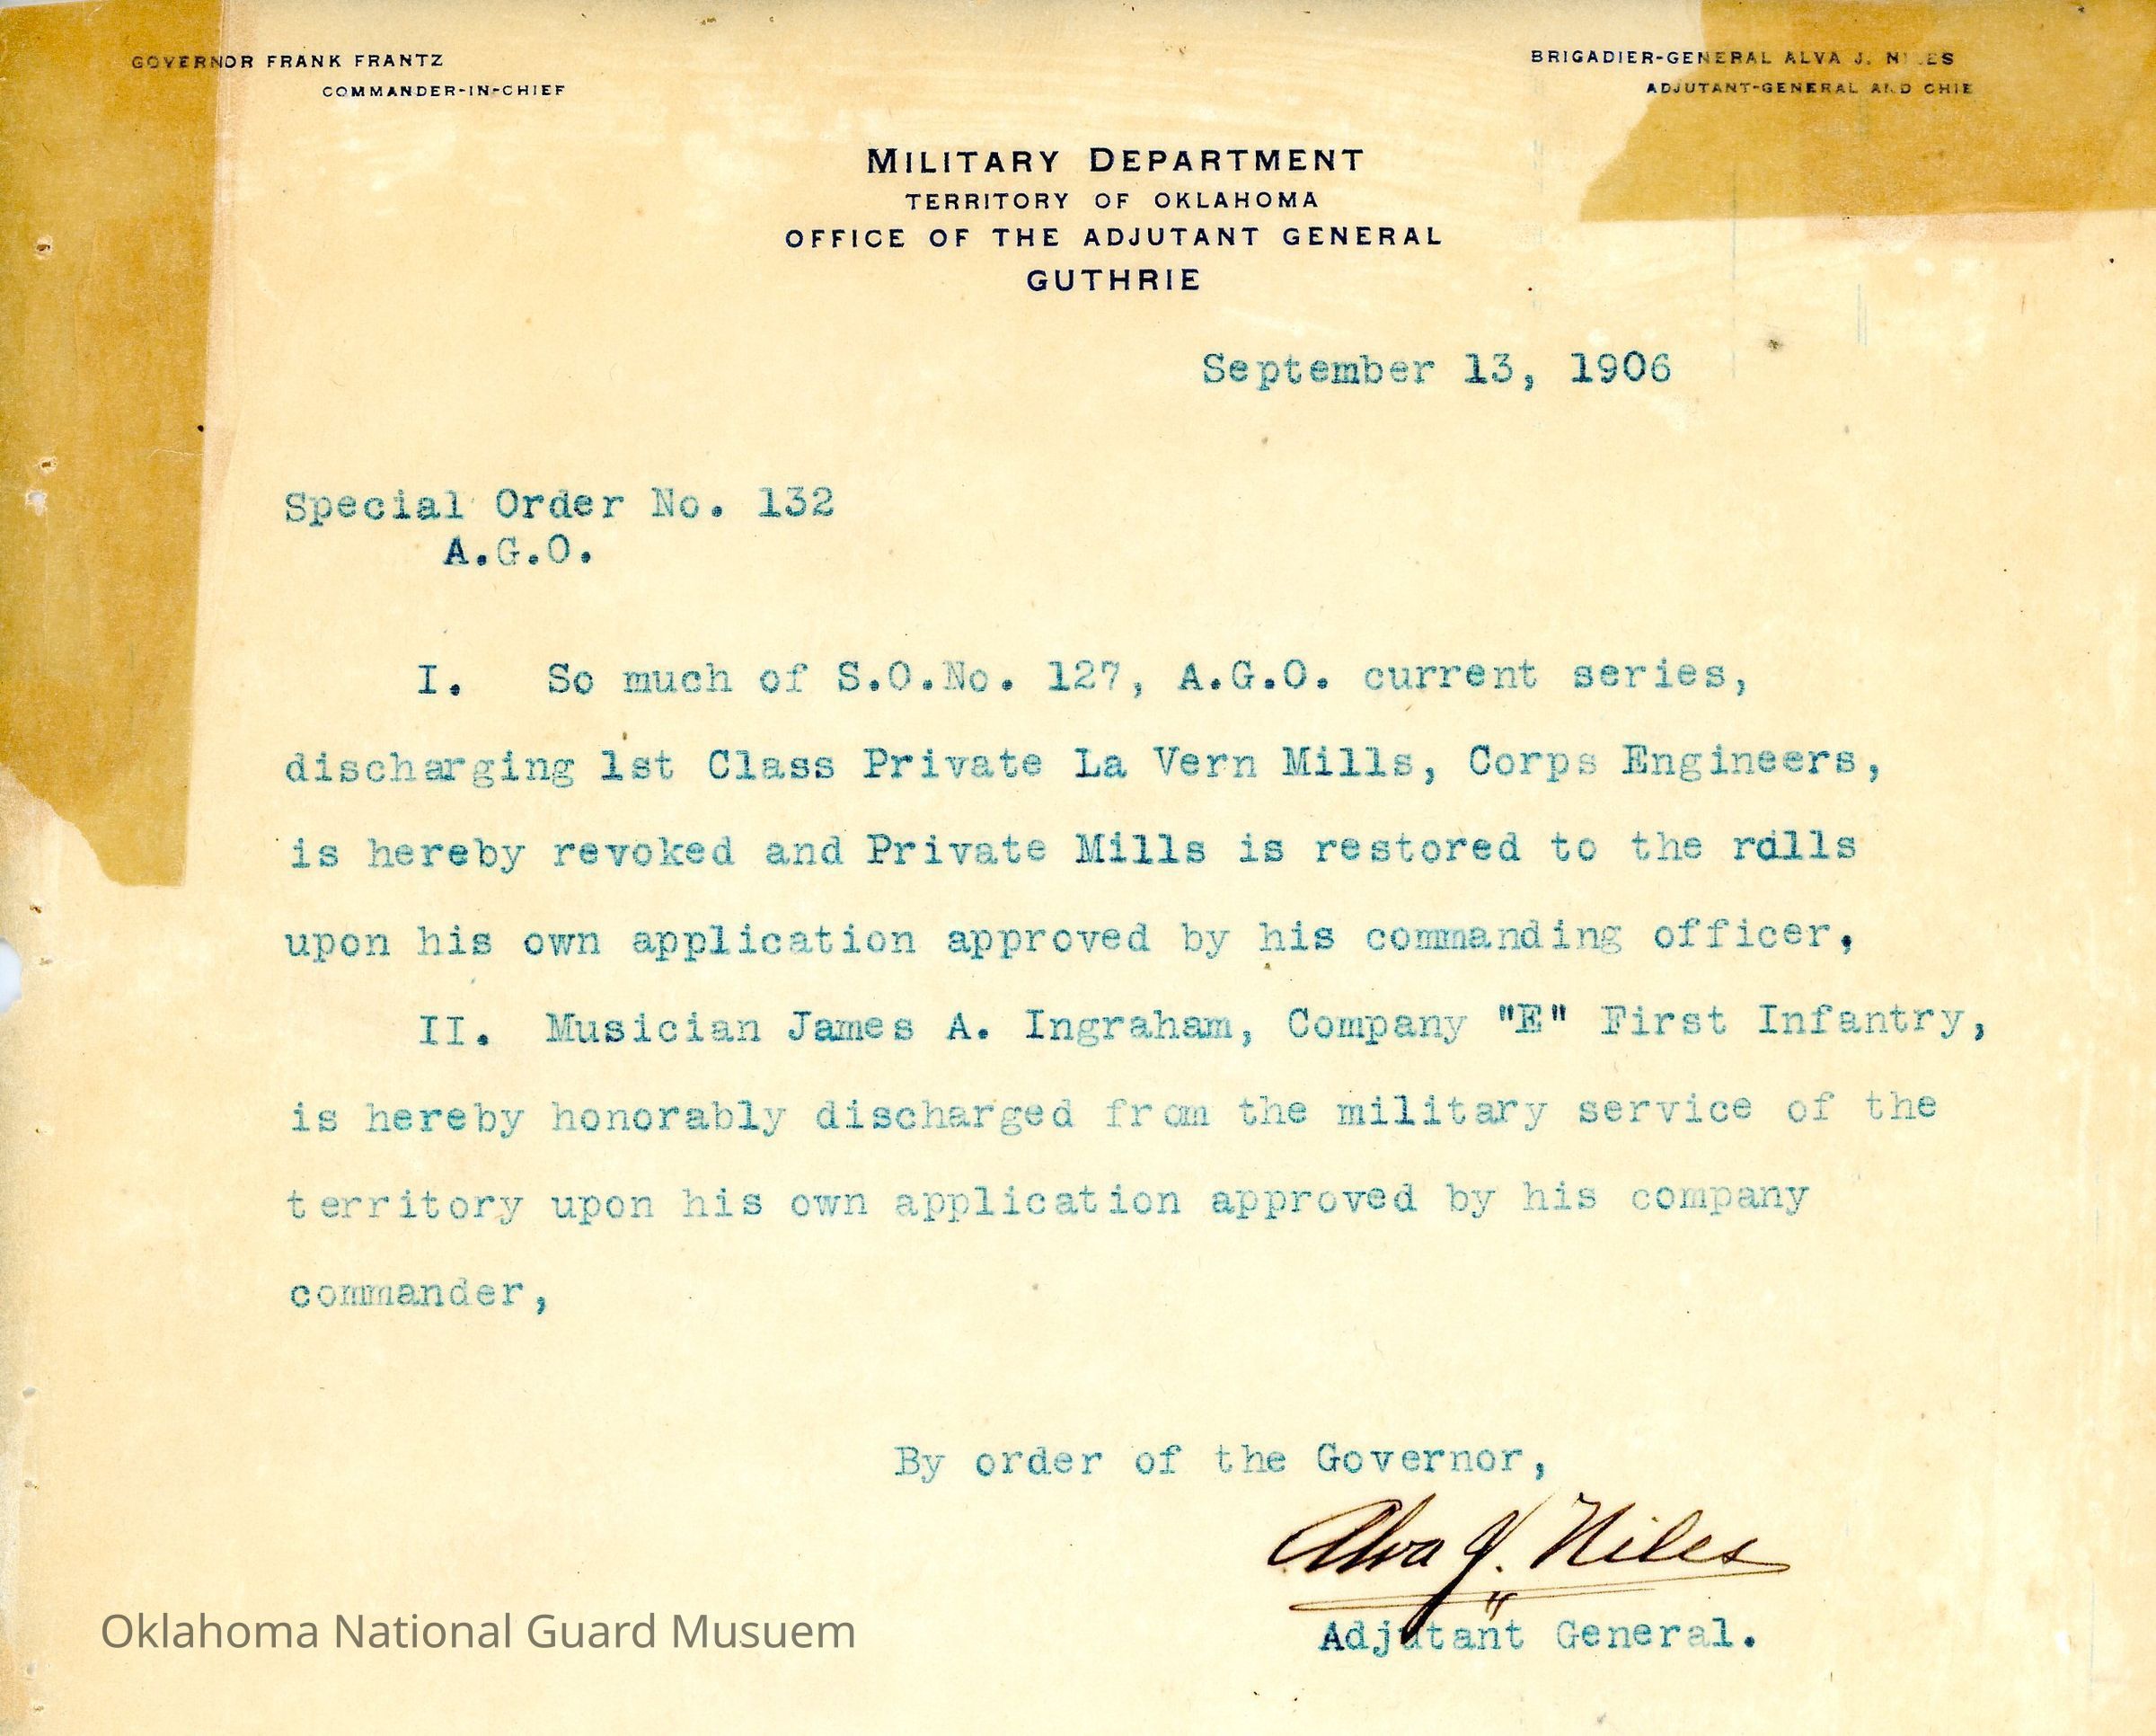 GOVERNOR FRANK FRANTZ
COMMANDER-IN-CHIEF
BRIGADIER-GENERAL ALVA J. NILES
ADJUTANT-GENERAL AND CHIE
MILITARY DEPARTMENT
TERRITORY OF OKLAHOMA
OFFICE OF THE ADJUTANT GENERAL
GUTHRIE
September 13, 1906
Special Order No. 132
A.G.O.
I. So much of S.O.No. 127, A.G.O. current series,
discharging 1st Class Private La Vern Mills, Corps Engineers,
is hereby revoked and Private Mills is restored to the rolls
upon his own application approved by his commanding officer,
II. Musician James A. Ingraham, Company "E" First Infantry,
is hereby honorably discharged from the military service of the
territory upon his own application approved by his company
commander,
By order of the Governor,
Alva J. Niles
Adjutant General.
Oklahoma National Guard Musuem